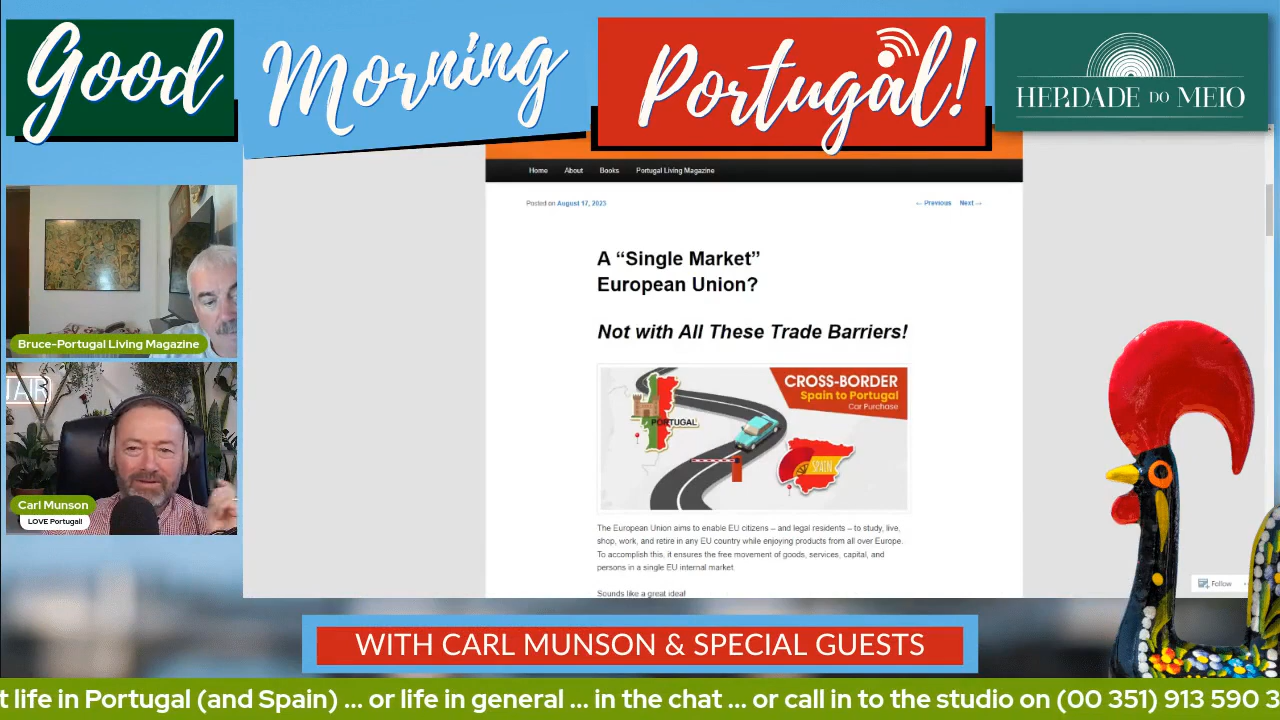 Good Morning Portugal!
HERDADE DO MEIO
Home About Books Portugal Living Magazine
Posted on August 17, 2023
← Previous Next →
A “Single Market”
European Union?
Not with All These Trade Barriers!
CROSS-BORDER
Spain to Portugal
Car Purchase
PORTUGAL
SPAIN
The European Union aims to enable EU citizens – and legal residents – to study, live,
shop, work, and retire in any EU country while enjoying products from all over Europe.
To accomplish this, it ensures the free movement of goods, services, capital, and
persons in a single EU internal market.
Sounds like a great idea!
Follow
Bruce-Portugal Living Magazine
Carl Munson
LOVE Portugal!
WITH CARL MUNSON & SPECIAL GUESTS
t life in Portugal (and Spain) ... or life in general ... in the chat ... or call in to the studio on (00 351) 913 590 3